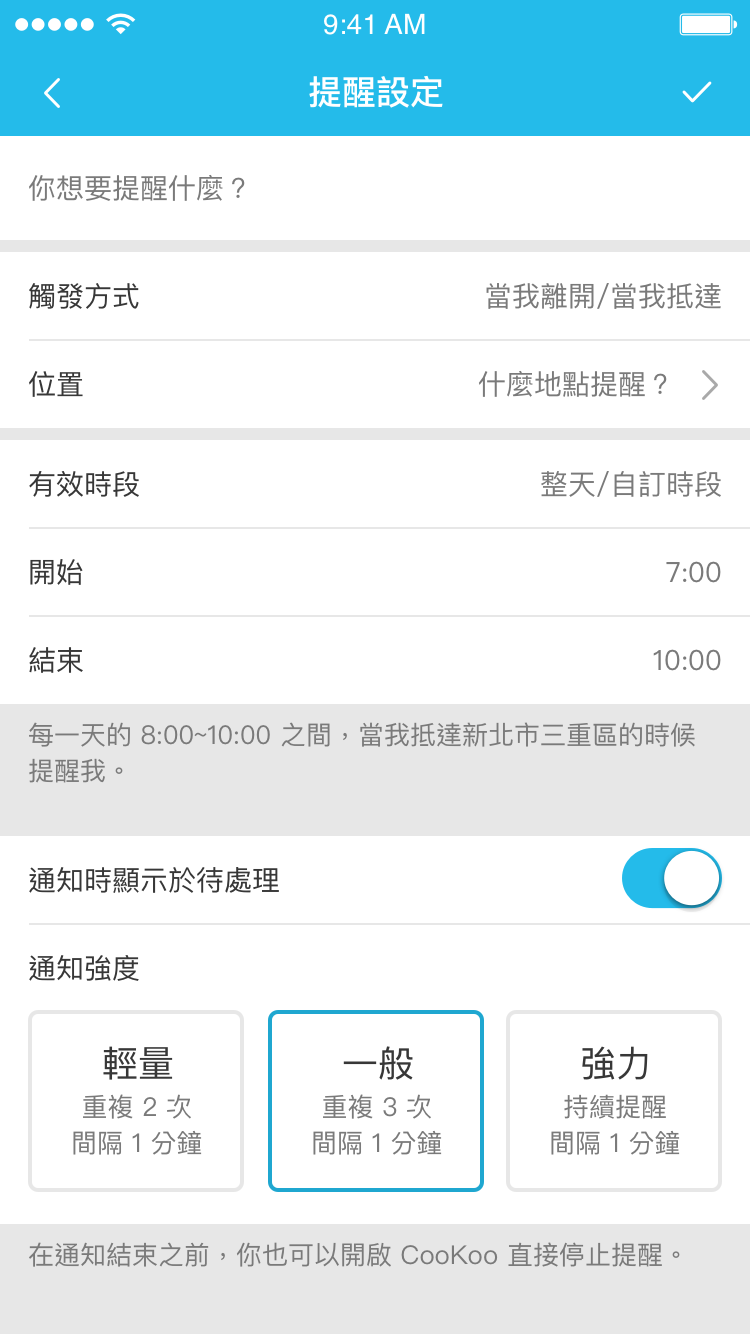 9:41 AM
提醒設定
你想要提醒什麼？
觸發方式 當我離開/當我抵達
位置 什麼地點提醒？
有效時段 整天/自訂時段
開始 7:00
結束 10:00
每一天的 8:00~10:00 之間，當我抵達新北市三重區的時候
提醒我。
通知時顯示於待處理
通知強度
輕量
重複 2 次
間隔 1 分鐘
一般
重複 3 次
間隔 1 分鐘
強力
持續提醒
間隔 1 分鐘
在通知結束之前，你也可以開啟 CooKoo 直接停止提醒。